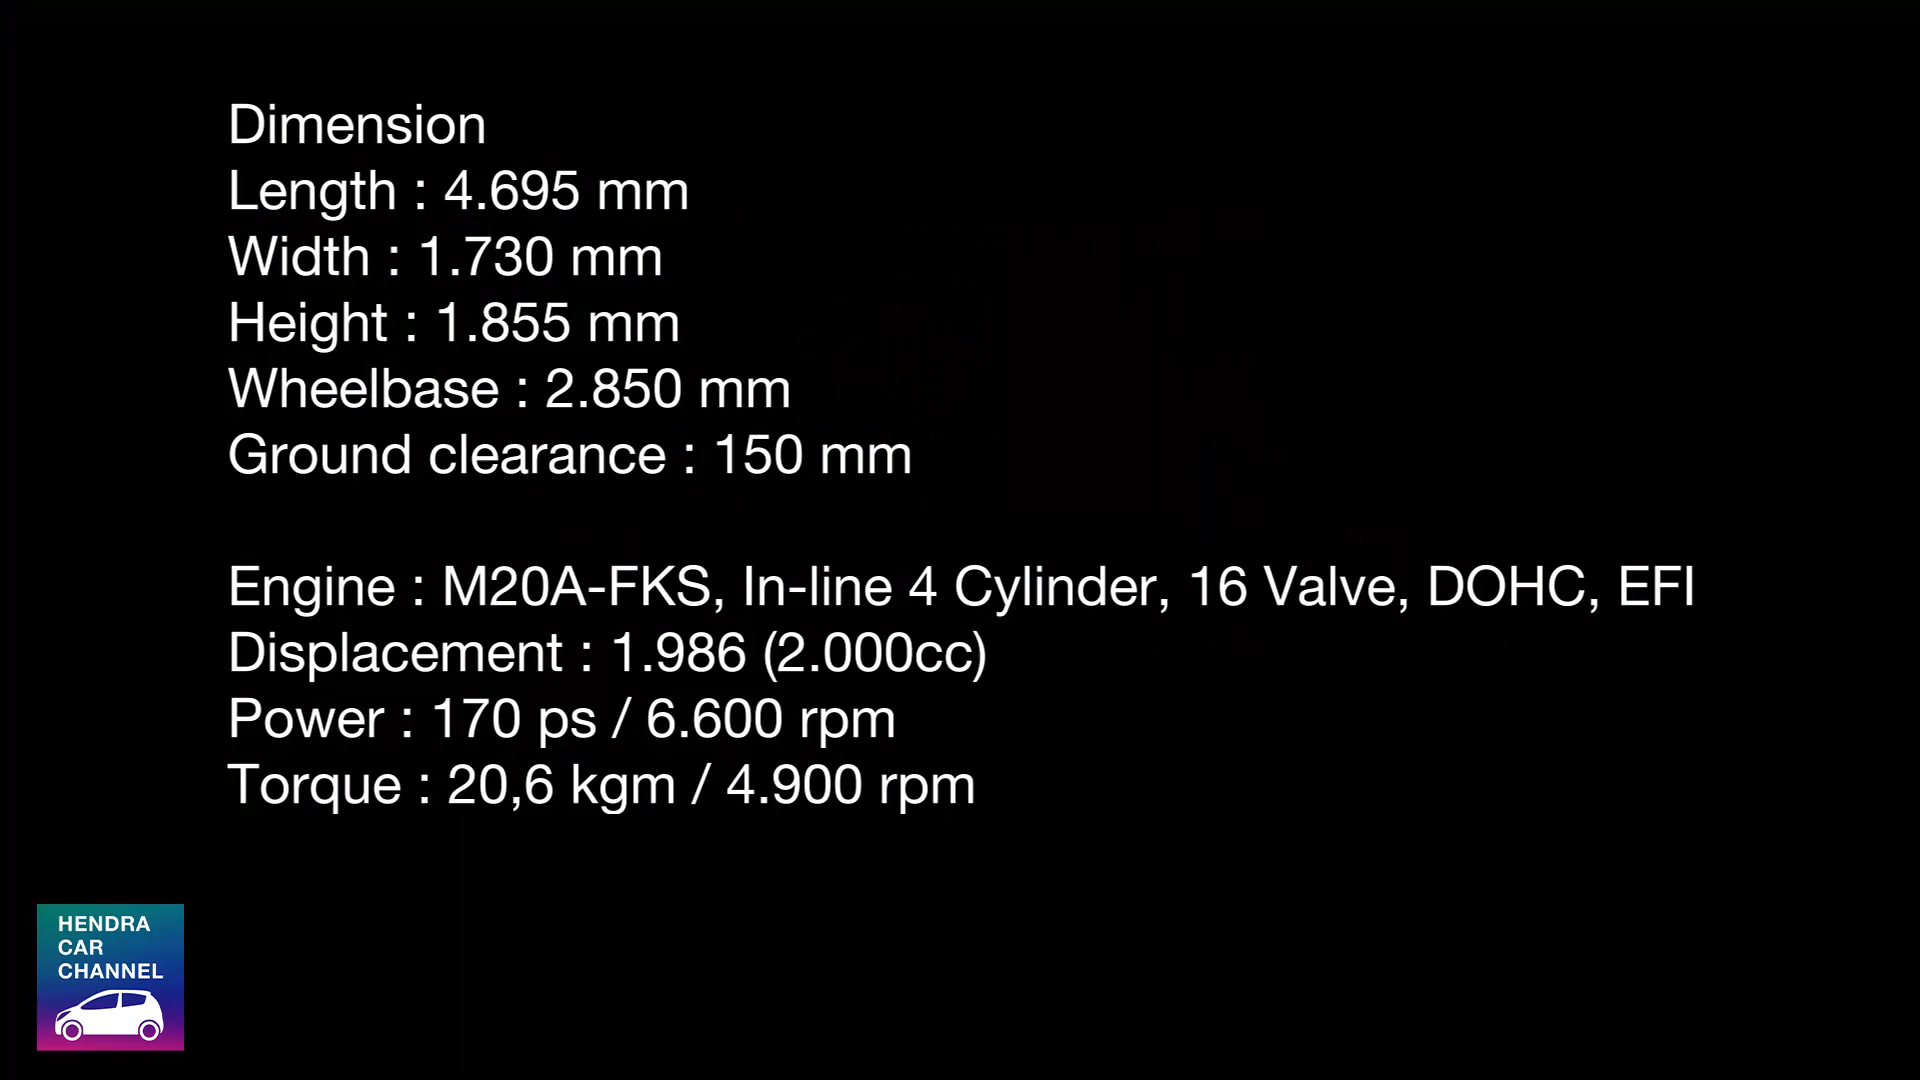 Dimension
Length : 4.695 mm
Width : 1.730 mm
Height : 1.855 mm
Wheelbase : 2.850 mm
Ground clearance : 150 mm
Engine : M20A-FKS, In-line 4 Cylinder, 16 Valve, DOHC, EFI
Displacement : 1.986 (2.000cc)
Power : 170 ps / 6.600 rpm
Torque : 20,6 kgm / 4.900 rpm
HENDRA
CAR
CHANNEL